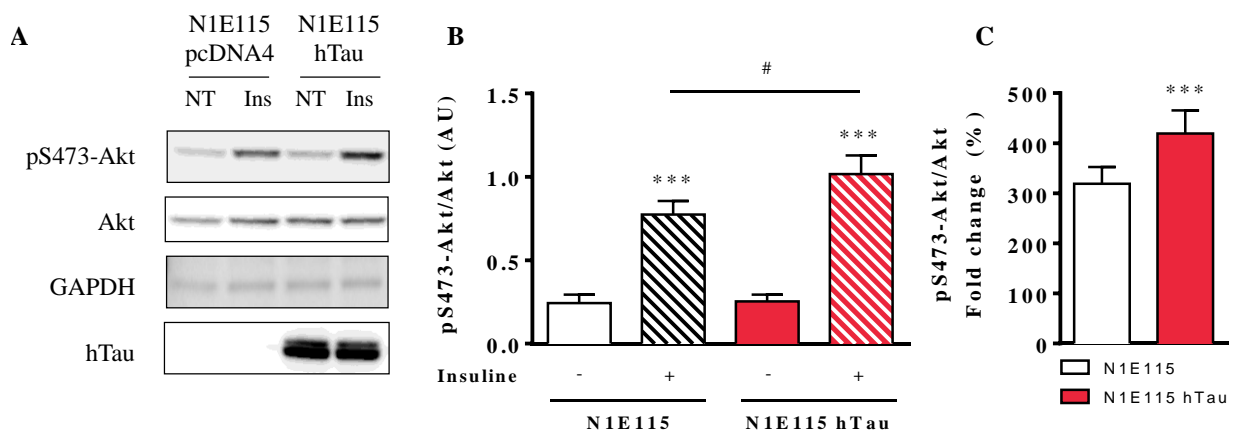 A
N1E115 N1E115
pcDNA4 hTau
NT Ins NT Ins
pS473-Akt
Akt
GAPDH
hTau
B
#
***
***
pS473-Akt/Akt (AU)
1.5
1.0
0.5
0.0
Insuline - + - +
N1E115 N1E115 hTau
C
***
pS473-Akt/Akt
Fold change (%)
500
400
300
200
100
0
N1E115
N1E115 hTau